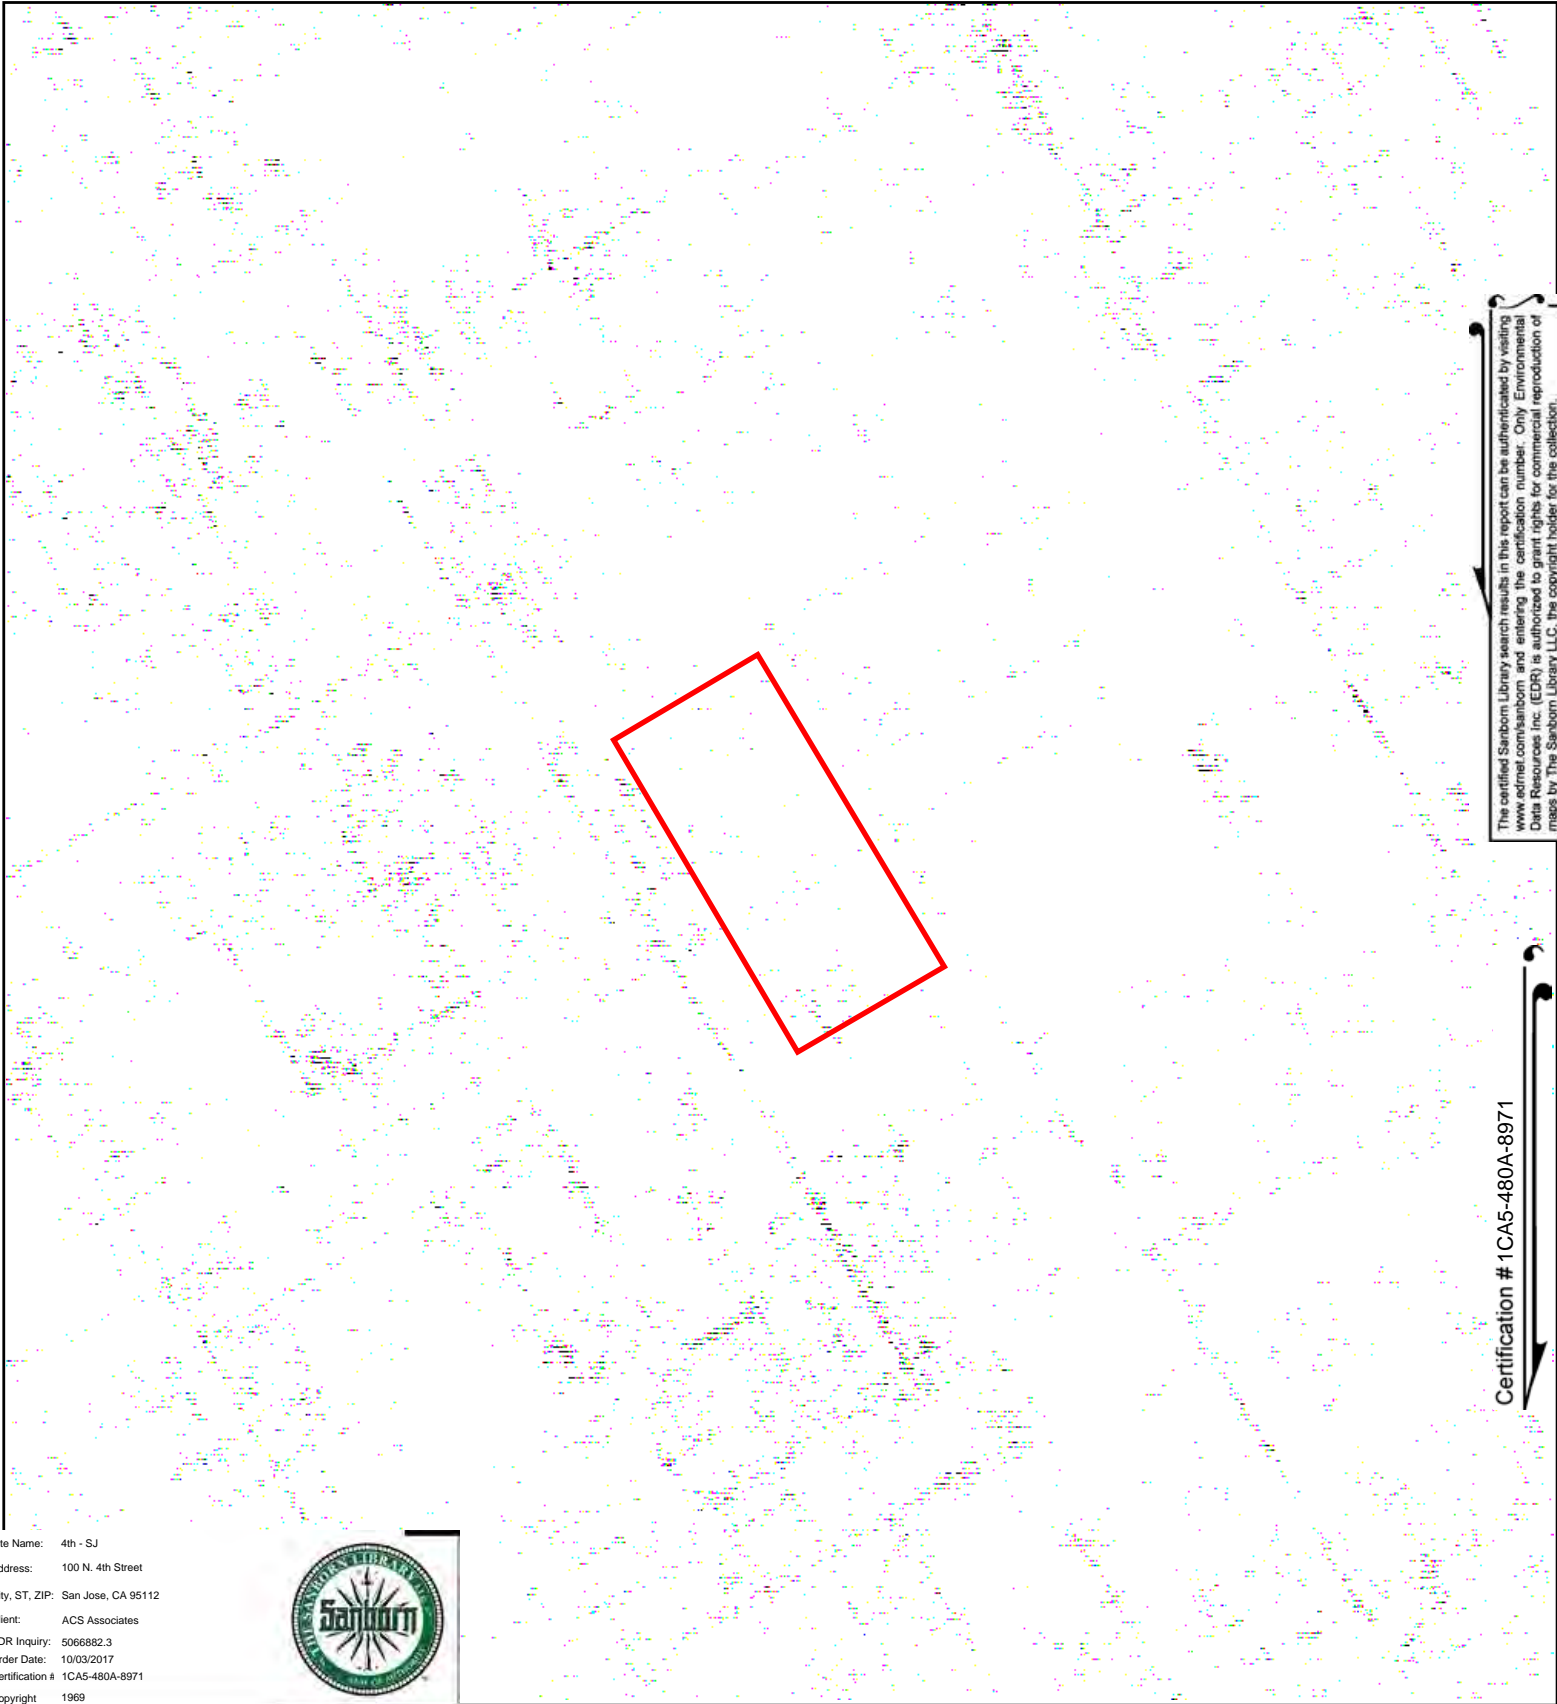 The certified Sanborn Library search results in this report can be authenticated by visiting
www.edrnet.com/sanborn and entering the certification number. Only Environmental
Data Resources Inc. (EDR) is authorized to grant rights for commercial reproduction of
maps by The Sanborn Library LLC, the copyright holder for the collection.
Certification # 1CA5-480A-8971
te Name: 4th - SJ
ddress: 100 N. 4th Street
ty, ST, ZIP: San Jose, CA 95112
ient: ACS Associates
DR Inquiry: 5066882.3
rder Date: 10/03/2017
ertification # 1CA5-480A-8971
opyright 1969
THE SANBORN LIBRARY
Sanborn